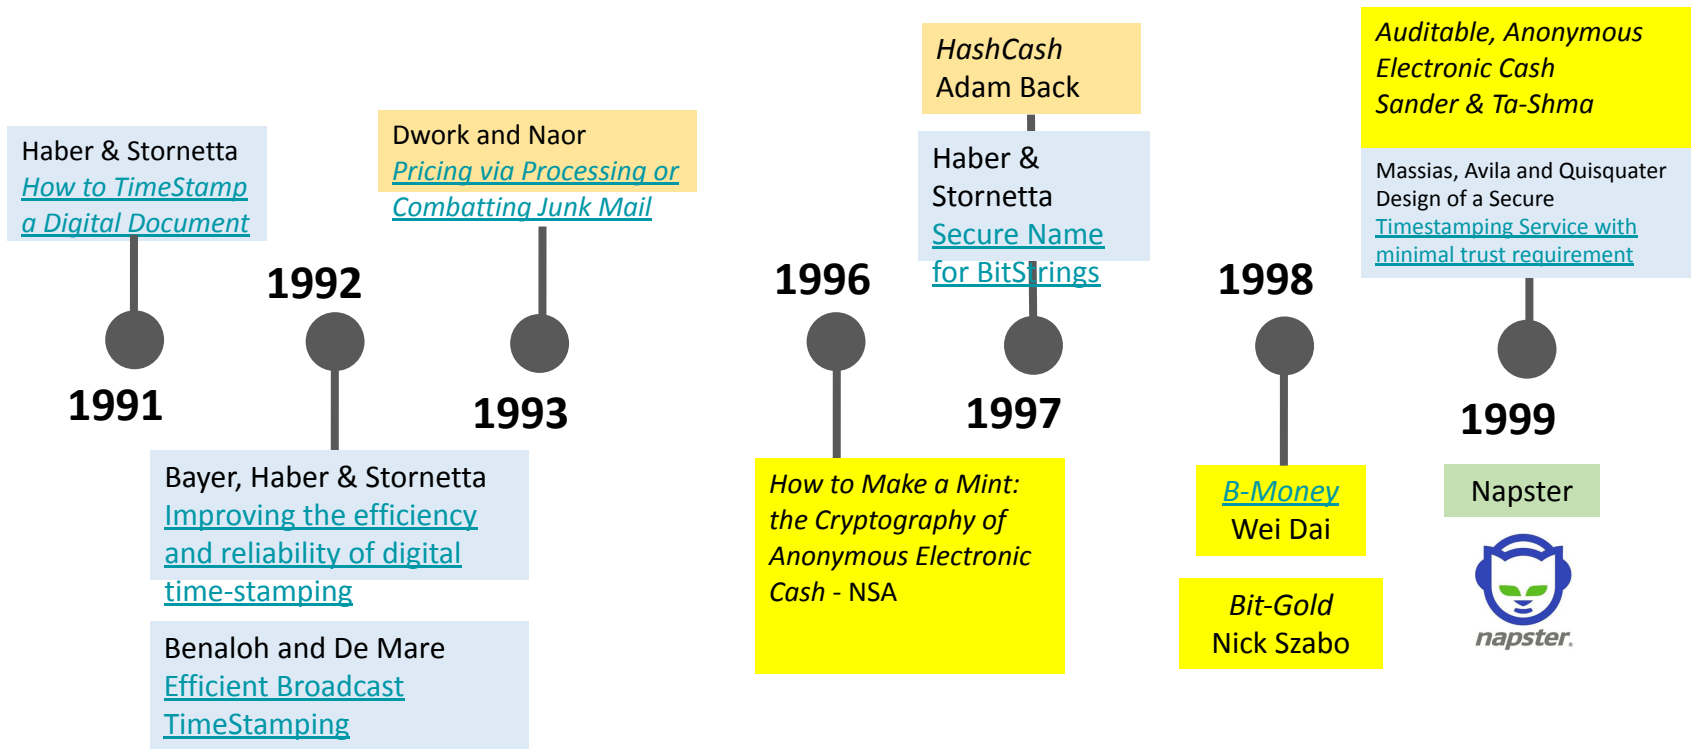 Haber & Stornetta
How to TimeStamp
a Digital Document
1991
1992
Bayer, Haber & Stornetta
Improving the efficiency
and reliability of digital
time-stamping
Benaloh and De Mare
Efficient Broadcast
TimeStamping
Dwork and Naor
Pricing via Processing or
Combatting Junk Mail
1993
1996
How to Make a Mint:
the Cryptography of
Anonymous Electronic
Cash - NSA
HashCash
Adam Back
Haber &
Stornetta
Secure Name
for BitStrings
1997
1998
B-Money
Wei Dai
Bit-Gold
Nick Szabo
Auditable, Anonymous
Electronic Cash
Sander & Ta-Shma
Massias, Avila and Quisquater
Design of a Secure
Timestamping Service with
minimal trust requirement
1999
Napster
napster.